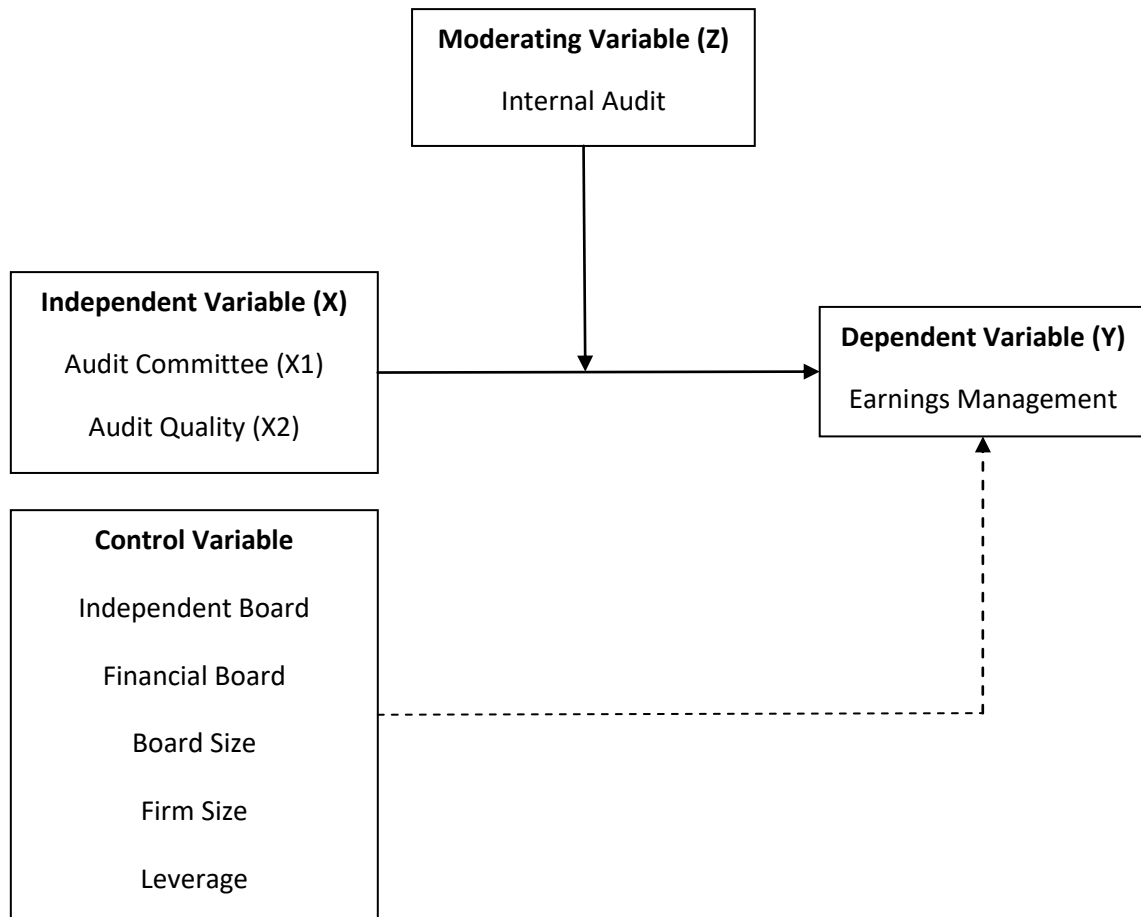 Moderating Variable (Z)
Internal Audit
Independent Variable (X)
Audit Committee (X1)
Audit Quality (X2)
Dependent Variable (Y)
Earnings Management
Control Variable
Independent Board
Financial Board
Board Size
Firm Size
Leverage